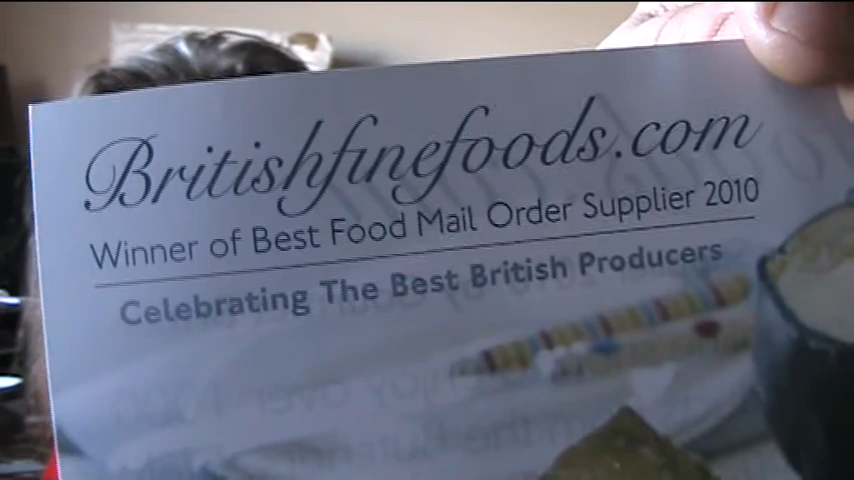 Britishfinefoods.com
Winner of Best Food Mail Order Supplier 2010
Celebrating The Best British Producers